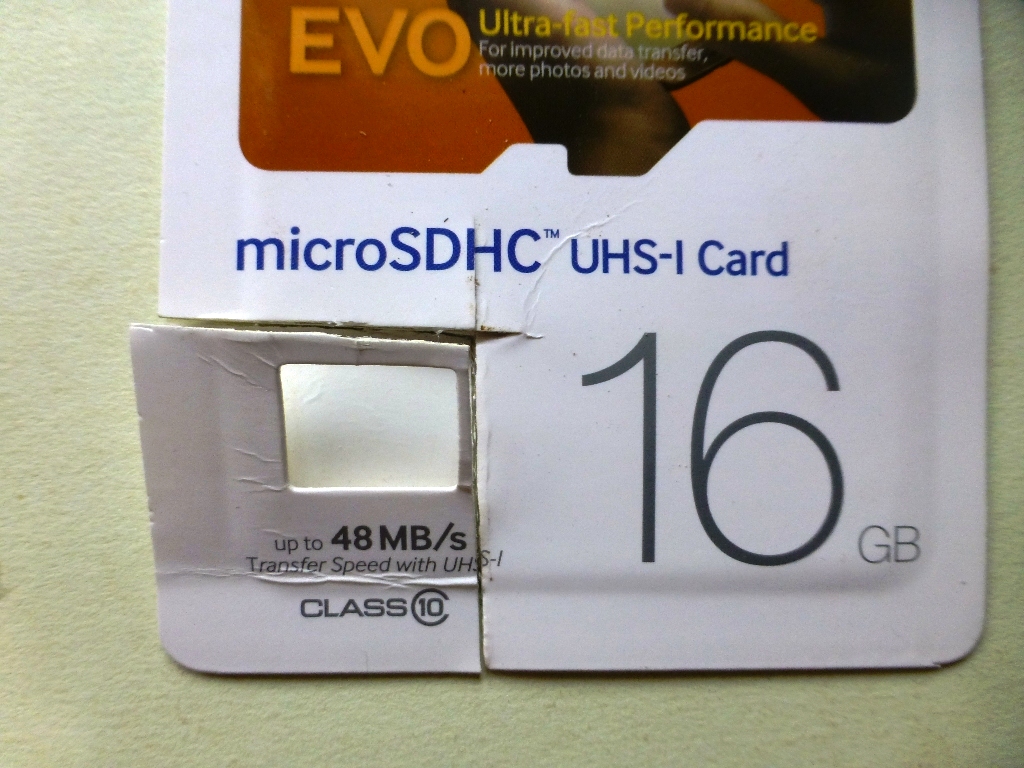 EVO
Ultra-fast Performance
For improved data transfer,
more photos and videos
microSDHC™ UHS-I Card
16 GB
up to 48 MB/s
Transfer Speed with UHS-I
CLASS 10